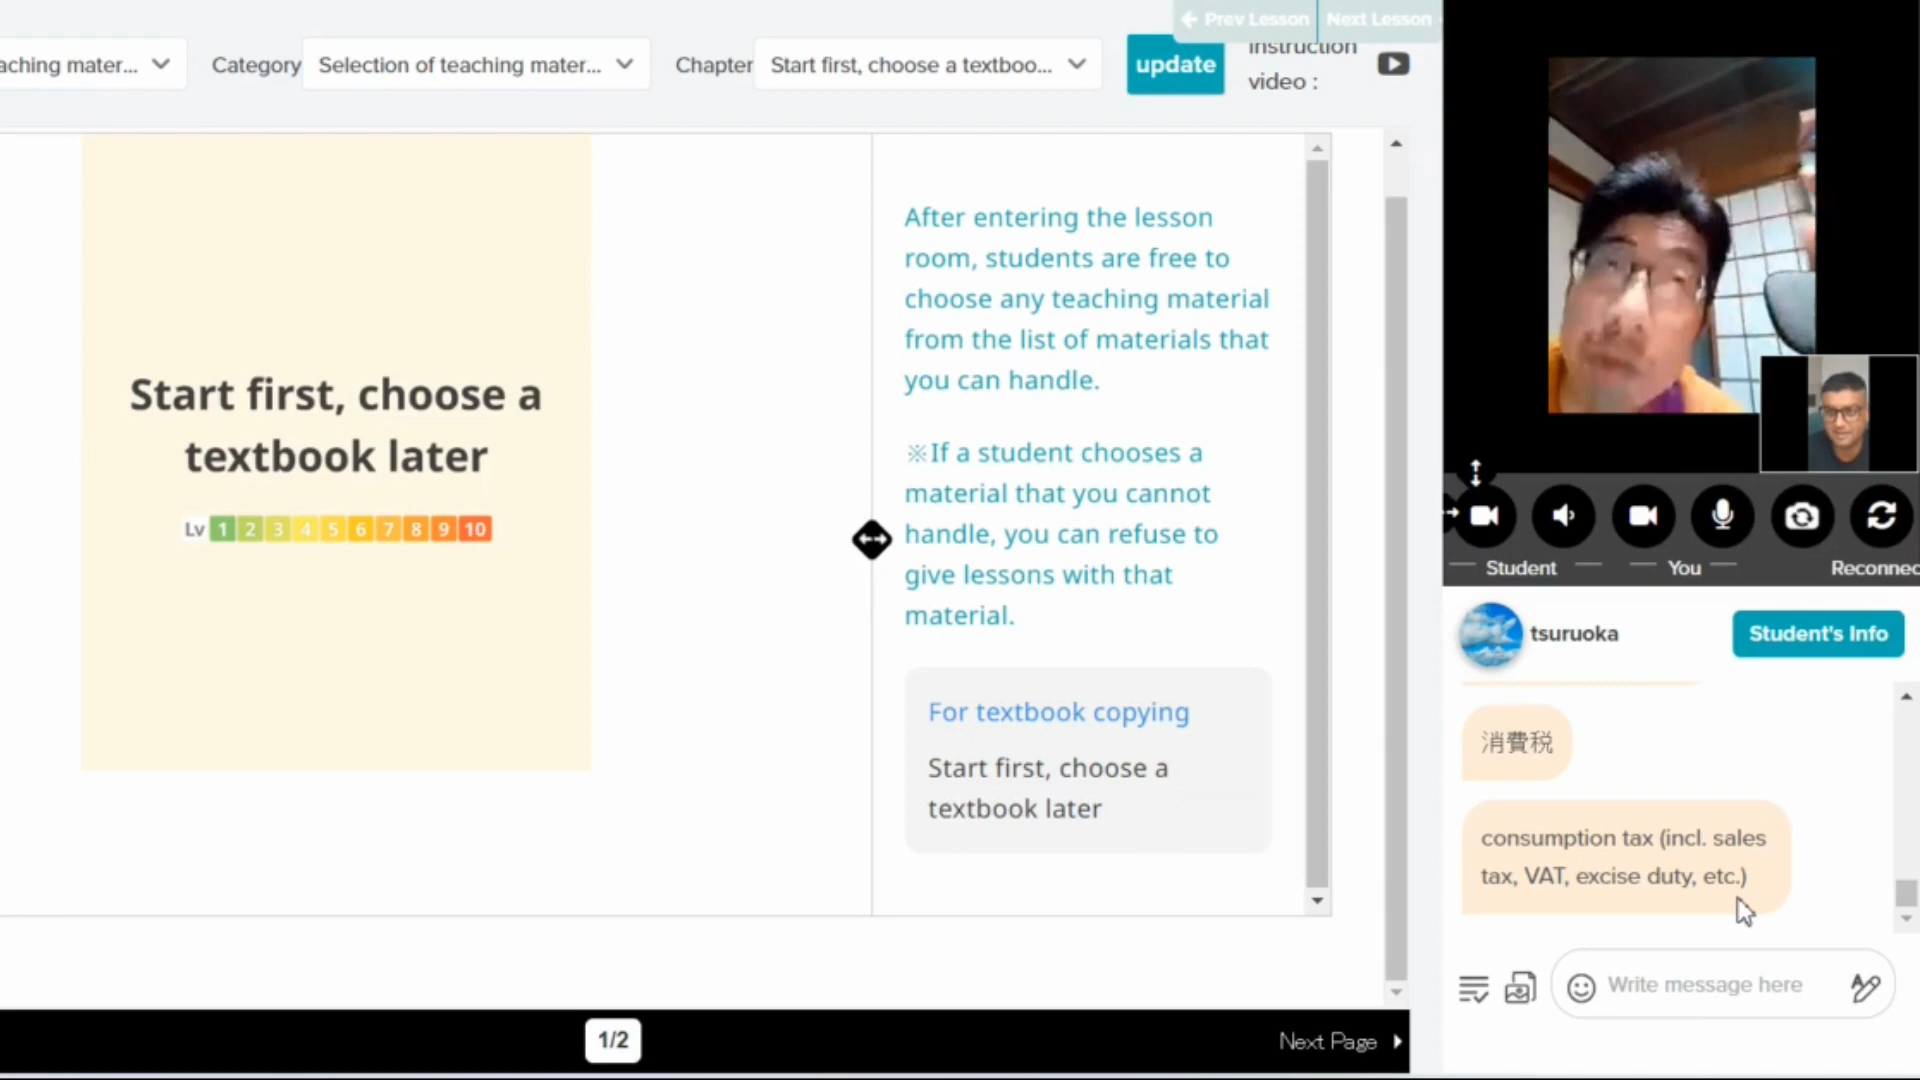 Prev Lesson
Next Lesson
aching mater...
Category
Selection of teaching mater...
Chapter
Start first, choose a textboo...
update
Instruction
video :
Start first, choose a
textbook later
Lv 1 2 3 4 5 6 7 8 9 10
After entering the lesson
room, students are free to
choose any teaching material
from the list of materials that
you can handle.
※If a student chooses a
material that you cannot
handle, you can refuse to
give lessons with that
material.
For textbook copying
Start first, choose a
textbook later
1/2
Next Page
Student
You
Reconnec
tsuruoka
Student's Info
消費税
consumption tax (incl. sales
tax, VAT, excise duty, etc.)
Write message here